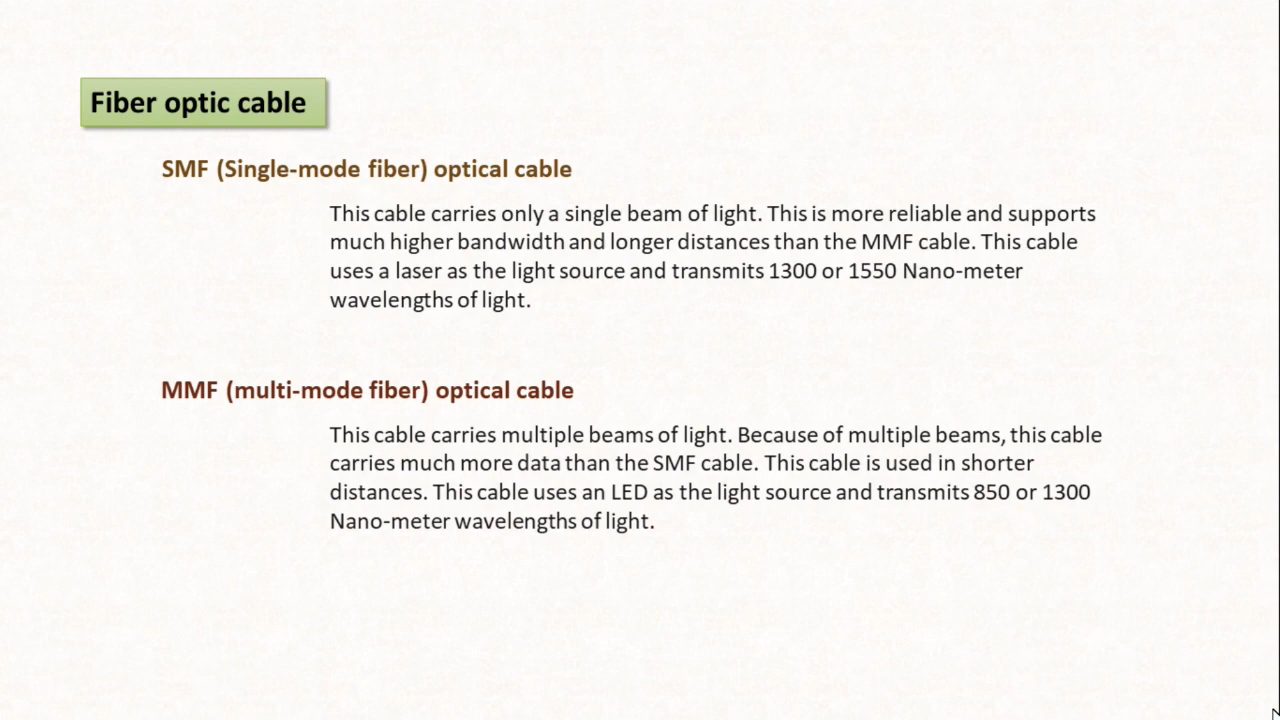 Fiber optic cable
SMF (Single-mode fiber) optical cable
This cable carries only a single beam of light. This is more reliable and supports
much higher bandwidth and longer distances than the MMF cable. This cable
uses a laser as the light source and transmits 1300 or 1550 Nano-meter
wavelengths of light.
MMF (multi-mode fiber) optical cable
This cable carries multiple beams of light. Because of multiple beams, this cable
carries much more data than the SMF cable. This cable is used in shorter
distances. This cable uses an LED as the light source and transmits 850 or 1300
Nano-meter wavelengths of light.